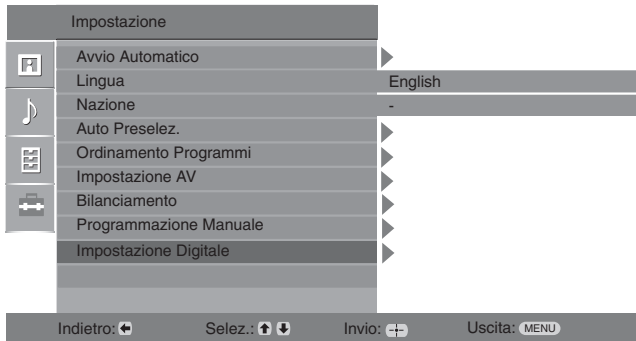 Impostazione
Avvio Automatico
Lingua English
Nazione -
Auto Preselez.
Ordinamento Programmi
Impostazione AV
Bilanciamento
Programmazione Manuale
Impostazione Digitale
Indietro: Selez.: Invio: Uscita: MENU